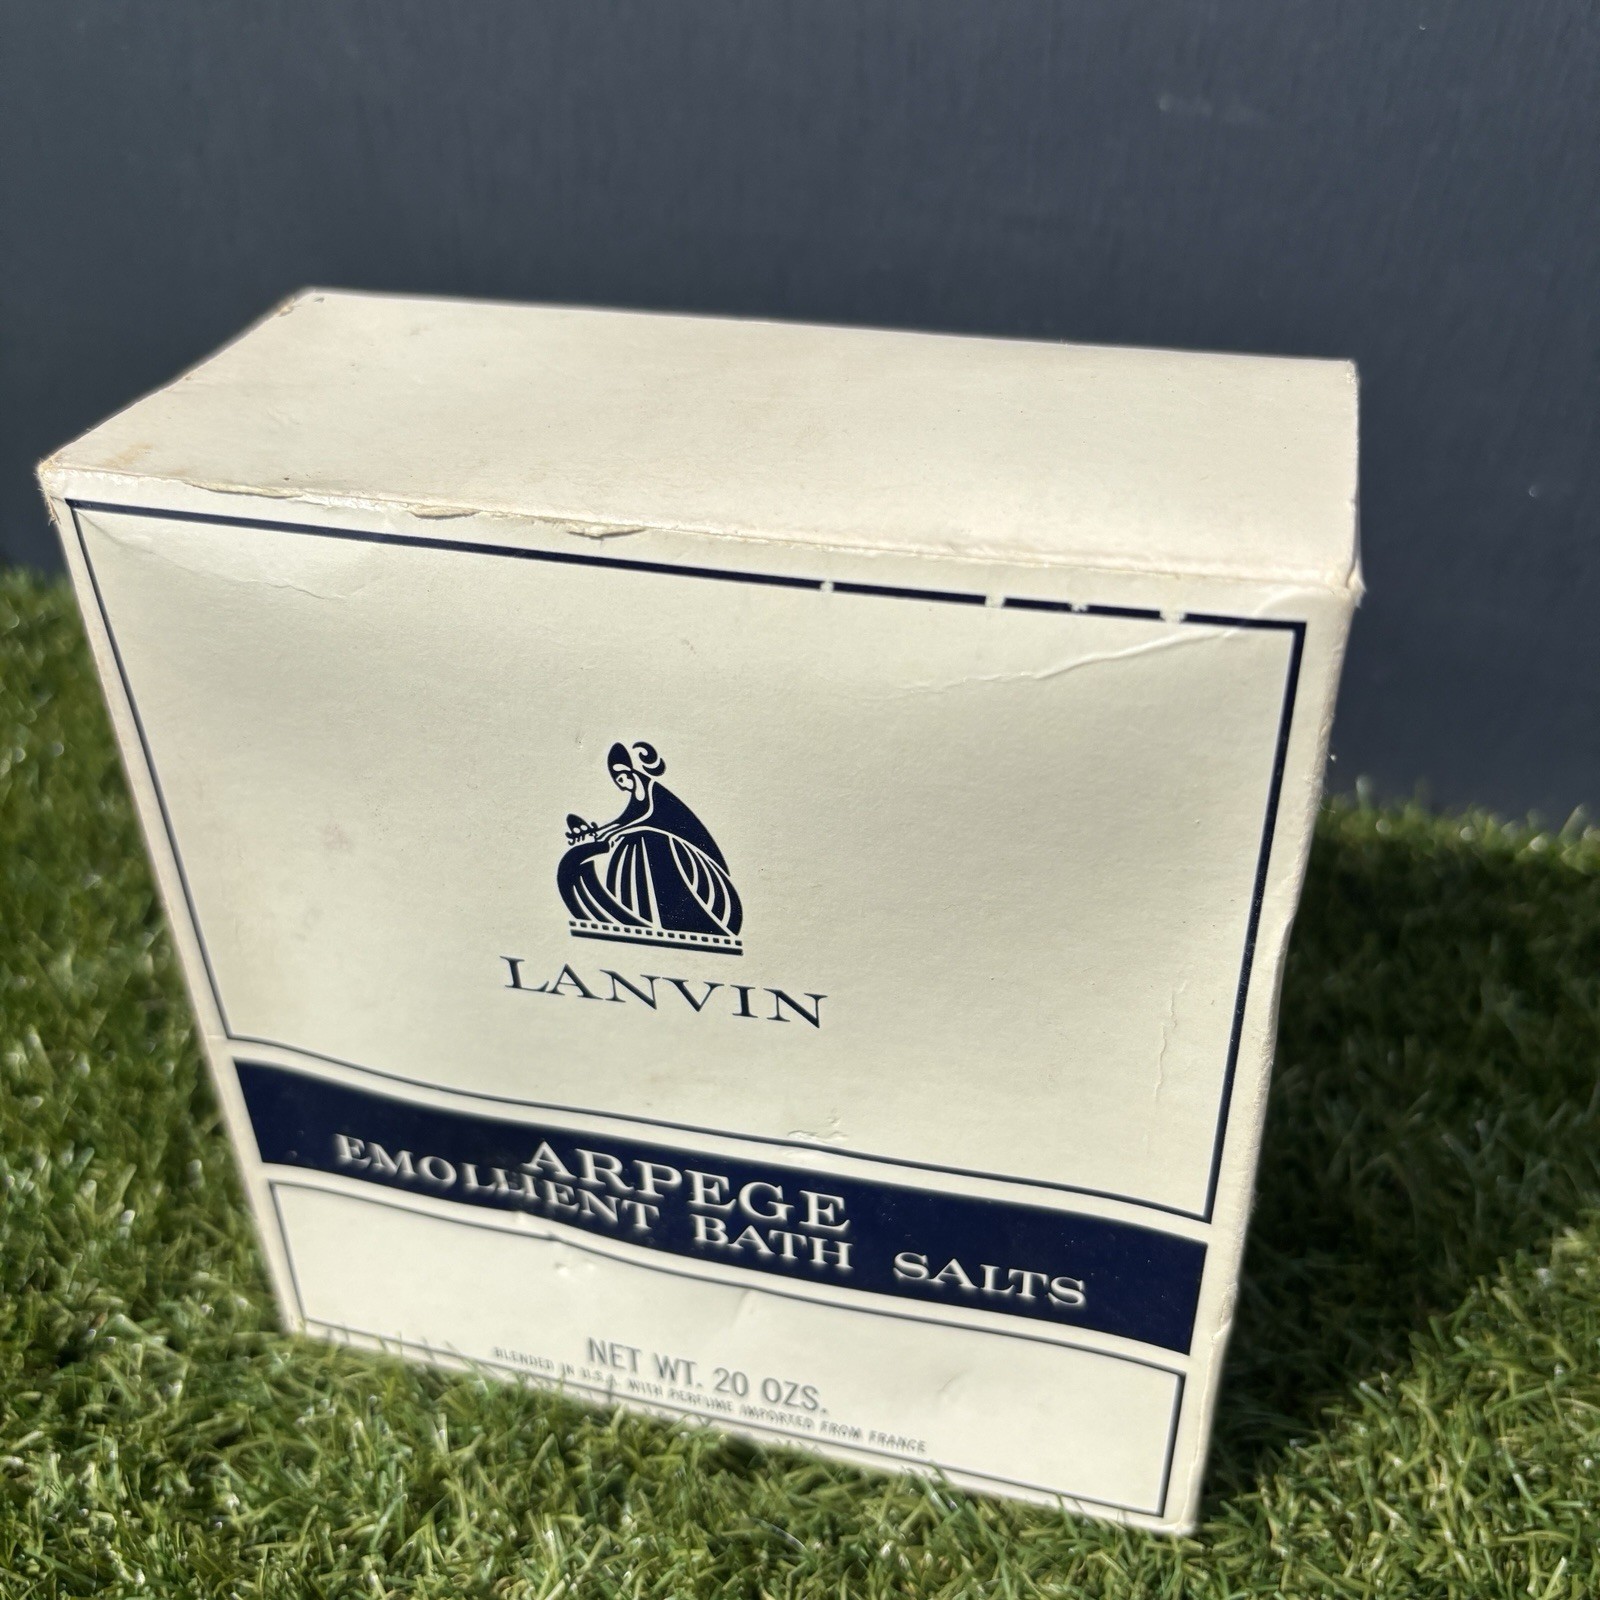 LANVIN
ARPEGE
EMOLLIENT BATH SALTS
NET WT. 20 OZS.
BLENDED IN U.S.A. WITH PERFUME IMPORTED FROM FRANCE